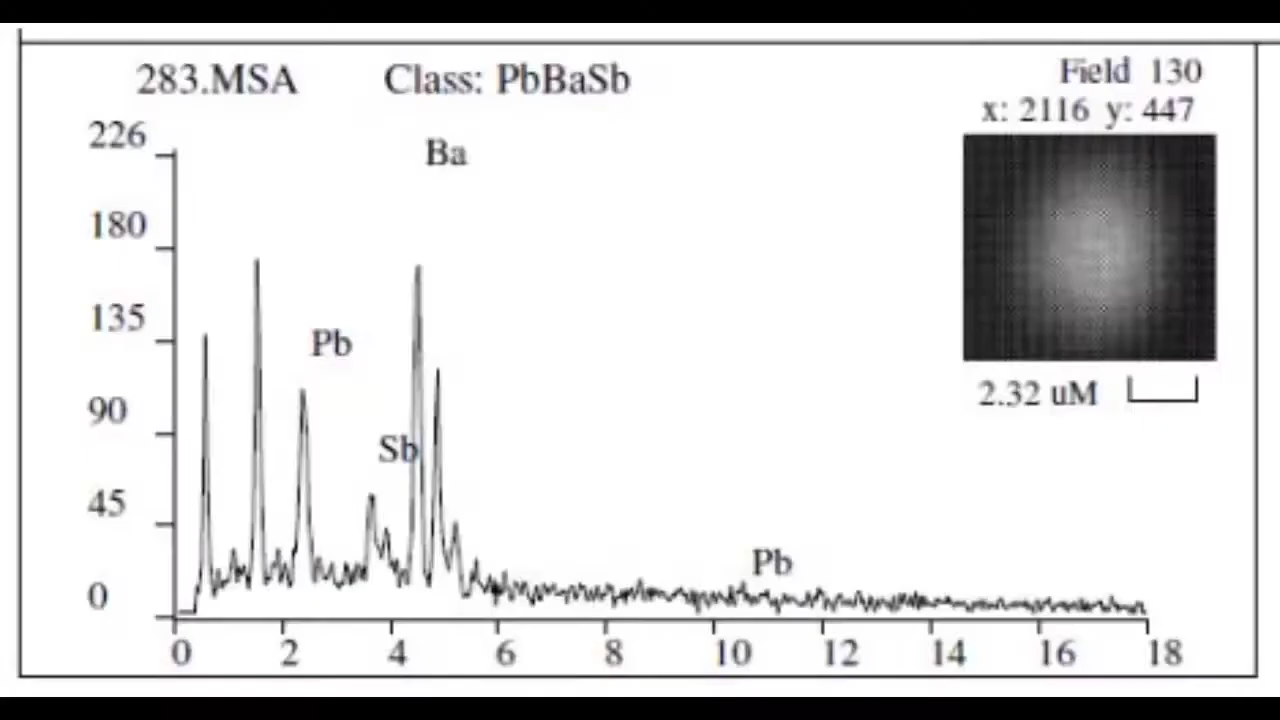 283.MSA Class: PbBaSb
Field 130
x: 2116 y: 447
226
Ba
180
135
Pb
90
2.32 uM
Sb
45
Pb
0
0 2 4 6 8 10 12 14 16 18